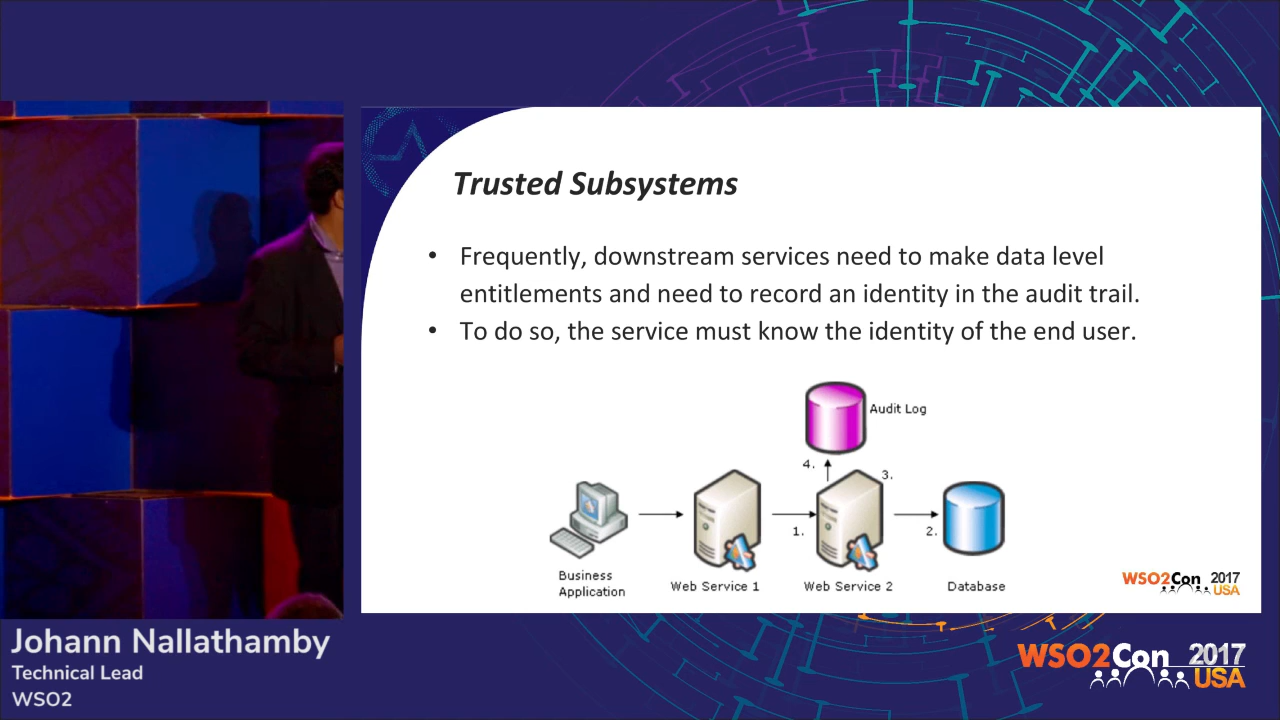 Trusted Subsystems
• Frequently, downstream services need to make data level
entitlements and need to record an identity in the audit trail.
• To do so, the service must know the identity of the end user.
Audit Log
4.
3.
1.
2.
Business
Application
Web Service 1
Web Service 2
Database
WSO2Con 2017
USA
Johann Nallathamby
Technical Lead
WSO2
WSO2Con 2017
USA